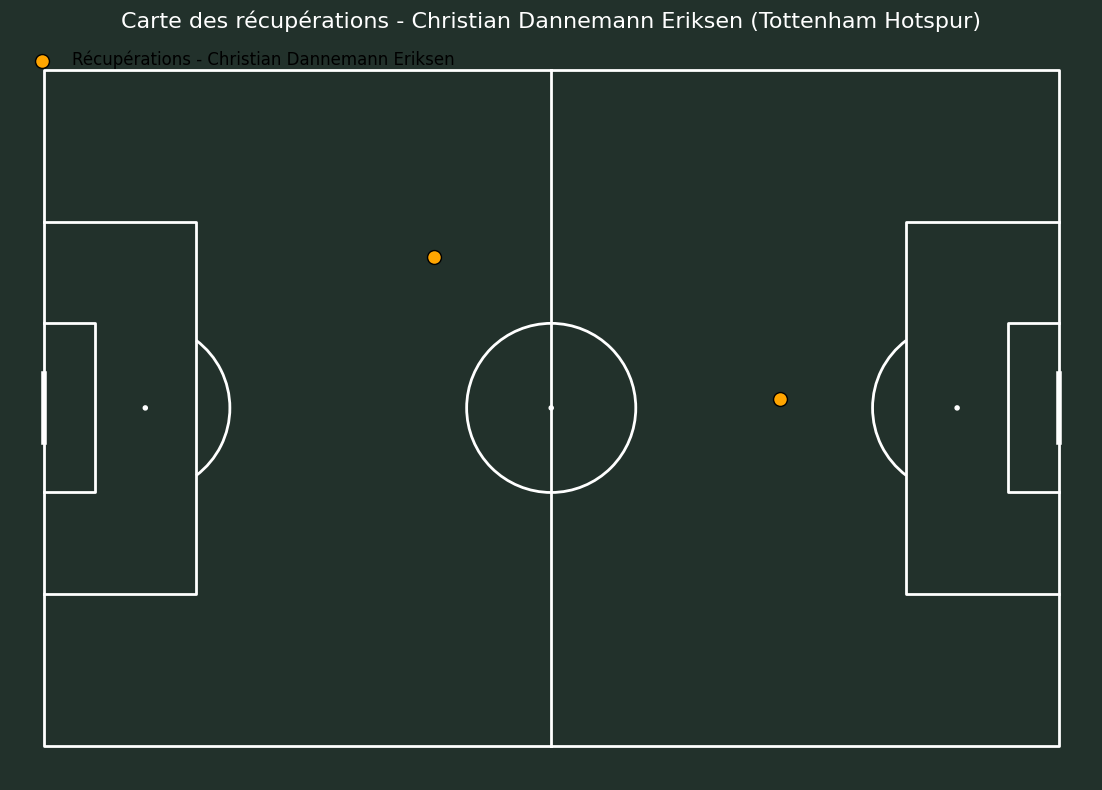 Carte des récupérations - Christian Dannemann Eriksen (Tottenham Hotspur)
Récupérations - Christian Dannemann Eriksen